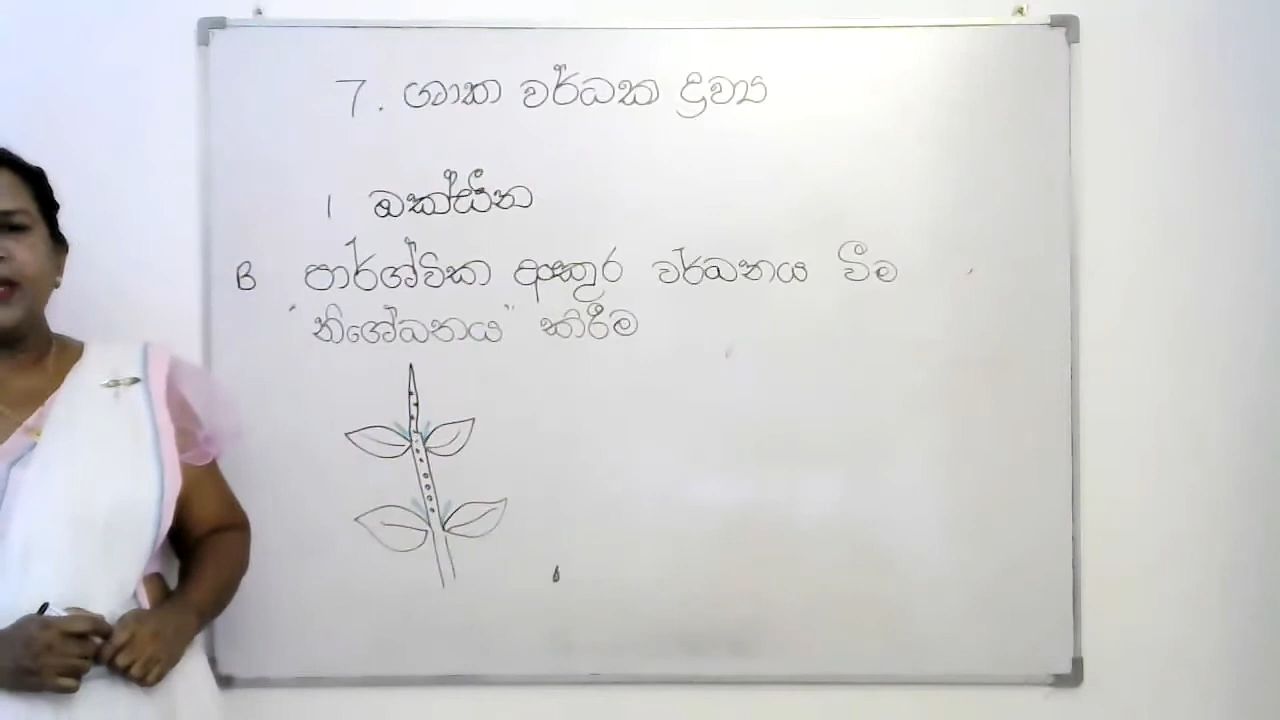 7. ශාක වර්ධක ද්‍රව්‍ය
1 ඔක්සීන
B පාර්ශ්වික අංකුර වර්ධනය වීම
"නිශේධනය" කිරීම